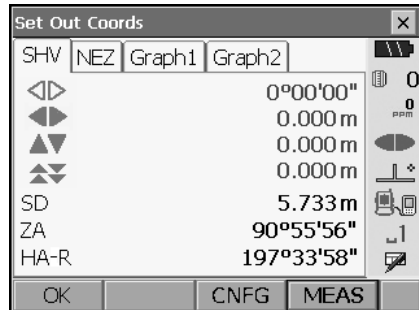 Set Out Coords
SHV NEZ Graph1 Graph2
0°00'00"
0.000 m
0.000 m
0.000 m
SD 5.733 m
ZA 90°55'56"
HA-R 197°33'58"
0
0
ppm
1
OK CNFG MEAS